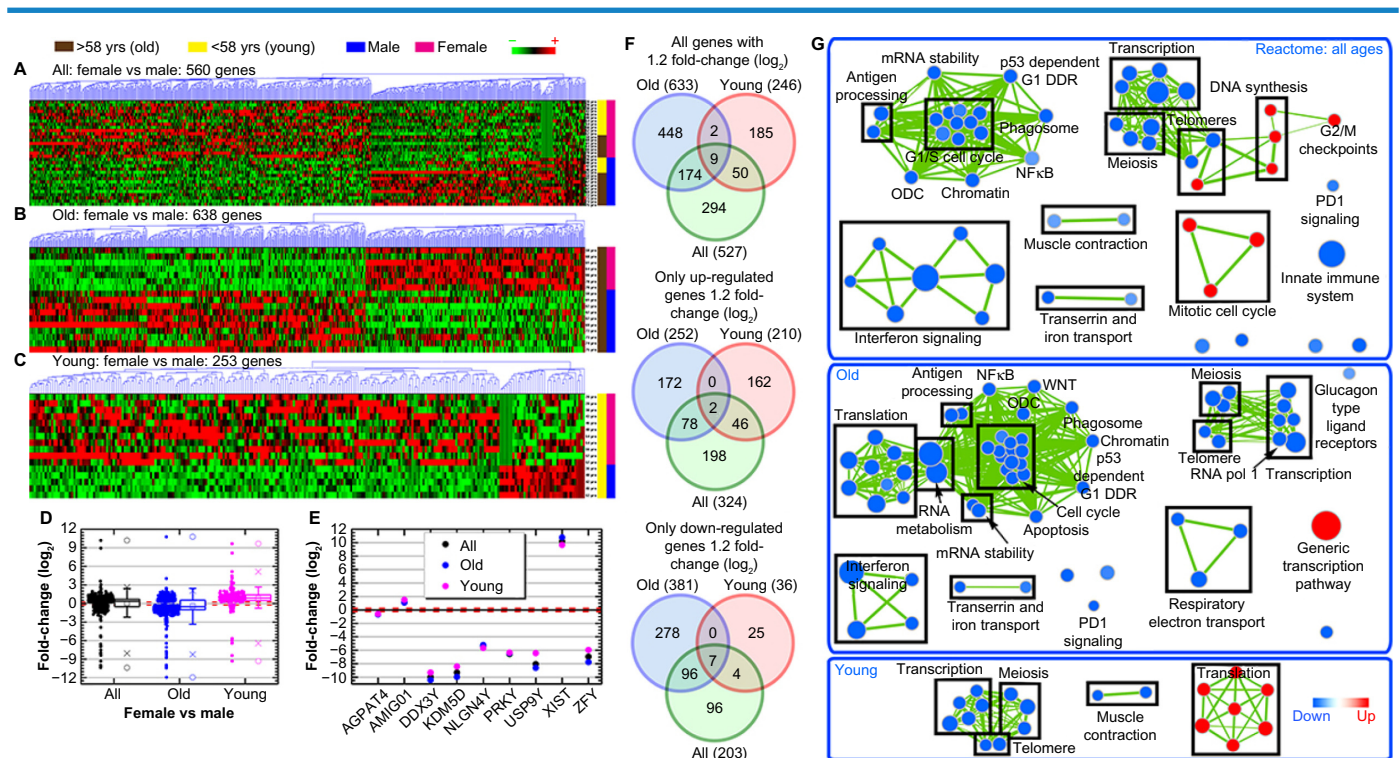 >58 yrs (old)
<58 yrs (young)
Male
Female
–
+
A
All: female vs male: 560 genes
B
Old: female vs male: 638 genes
C
Young: female vs male: 253 genes
D
Fold-change (log2)
12
9
6
3
0
−3
−6
−9
−12
All
Old
Young
Female vs male
E
Fold-change (log2)
12
10
8
6
4
2
0
−2
−4
−6
−8
−10
All
Old
Young
AGPAT4
AMIG01
DDX3Y
KDM5D
NLGN4Y
PRKY
USP9Y
XIST
ZFY
F
All genes with
1.2 fold-change (log2)
Old (633)
Young (246)
448
2
185
9
174
50
294
All (527)
Only up-regulated
genes 1.2 fold-
change (log2)
Old (252)
Young (210)
172
0
162
2
78
46
198
All (324)
Only down-regulated
genes 1.2 fold-
change (log2)
Old (381)
Young (36)
278
0
25
7
96
4
96
All (203)
G
Reactome: all ages
mRNA stability
p53 dependent
G1 DDR
Antigen
processing
Phagosome
G1/S cell cycle
NFκB
ODC
Chromatin
Transcription
DNA synthesis
Telomeres
G2/M
checkpoints
Meiosis
PD1
signaling
Muscle contraction
Innate immune
system
Interferon signaling
Transerrin and
iron transport
Mitotic cell cycle
Old
Antigen
processing
NFκB
WNT
ODC
Translation
Phagosome
Chromatin
p53
dependent
G1 DDR
RNA
metabolism
Cell cycle
Apoptosis
mRNA stability
Meiosis
Glucagon
type
ligand
receptors
Telomere
RNA pol 1
Transcription
Interferon
signaling
Transerrin and
iron transport
PD1
signaling
Respiratory
electron transport
Generic
transcription
pathway
Young
Transcription
Meiosis
Telomere
Muscle
contraction
Translation
Down
Up